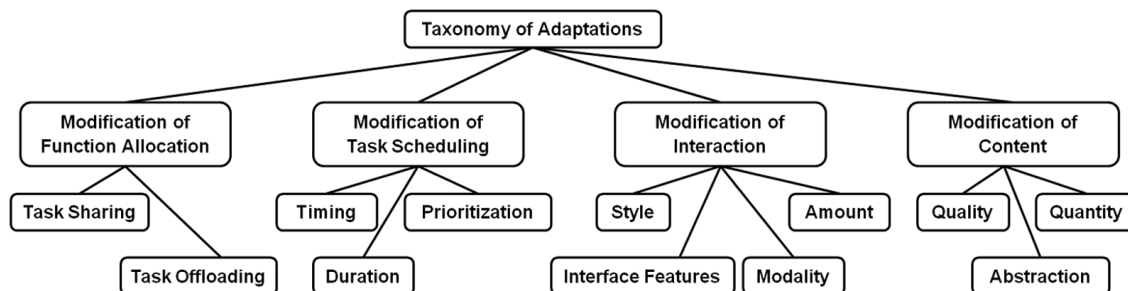 Taxonomy of Adaptations
Modification of
Function Allocation
Modification of
Task Scheduling
Modification of
Interaction
Modification of
Content
Task Sharing
Timing
Prioritization
Style
Amount
Quality
Quantity
Task Offloading
Duration
Interface Features
Modality
Abstraction